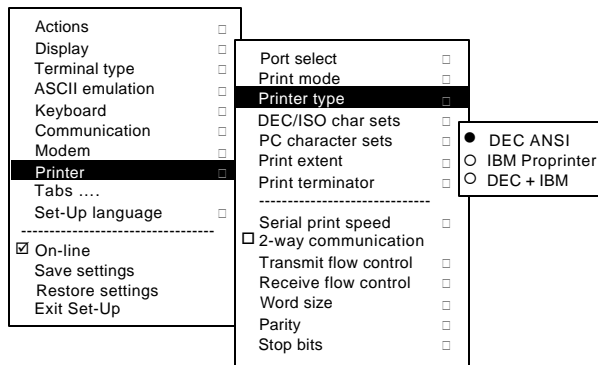 Actions
Display
Terminal type
ASCII emulation
Keyboard
Communication
Modem
Printer
Tabs ....
Set-Up language
----------------------------------
On-line
Save settings
Restore settings
Exit Set-Up
Port select
Print mode
Printer type
DEC/ISO char sets
PC character sets
Print extent
Print terminator
------------------------------
Serial print speed
2-way communication
Transmit flow control
Receive flow control
Word size
Parity
Stop bits
DEC ANSI
IBM Proprinter
DEC + IBM